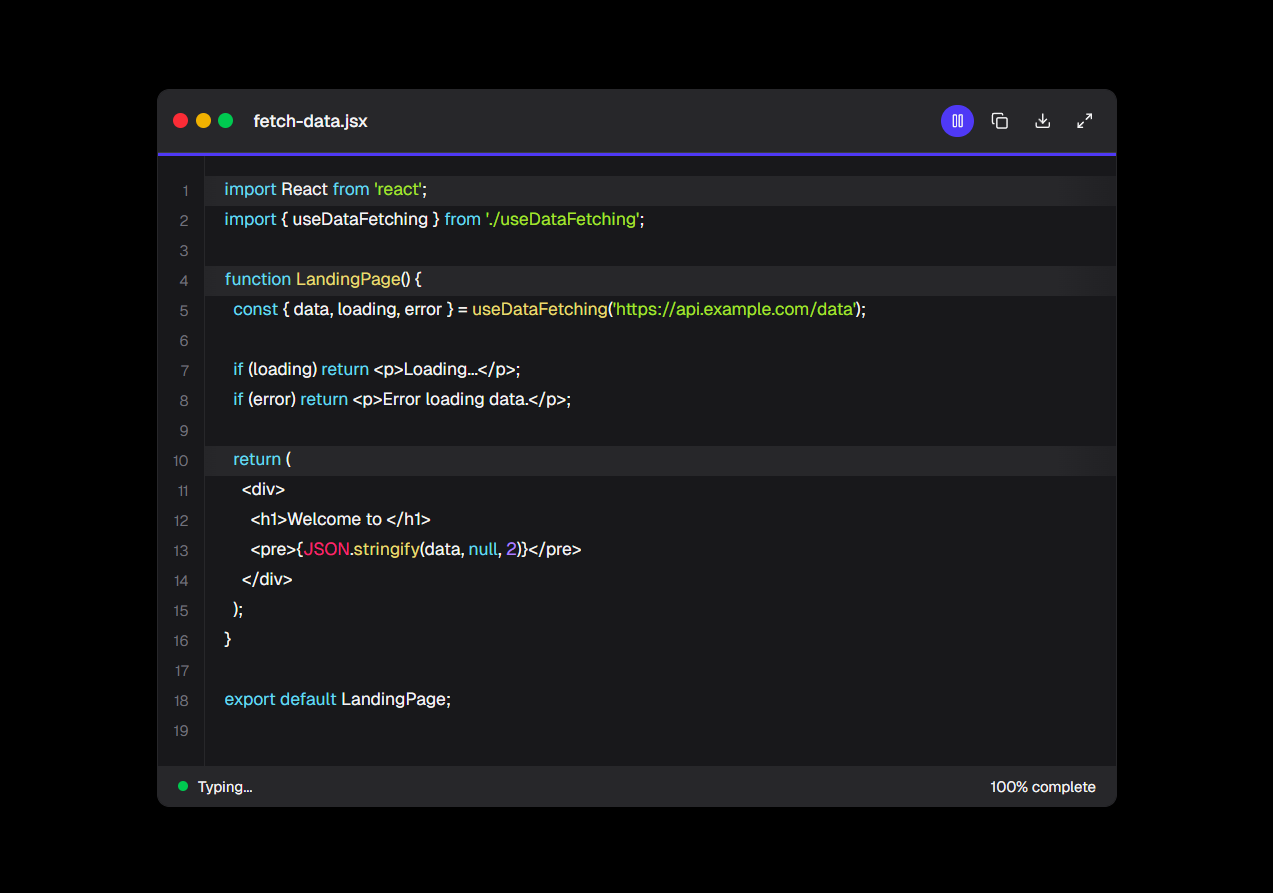 fetch-data.jsx
1 import React from 'react';
2 import { useDataFetching } from './useDataFetching';
3
4 function LandingPage() {
5   const { data, loading, error } = useDataFetching('https://api.example.com/data');
6
7   if (loading) return <p>Loading...</p>;
8   if (error) return <p>Error loading data.</p>;
9
10   return (
11     <div>
12       <h1>Welcome to </h1>
13       <pre>{JSON.stringify(data, null, 2)}</pre>
14     </div>
15   );
16 }
17
18 export default LandingPage;
19
Typing... 100% complete